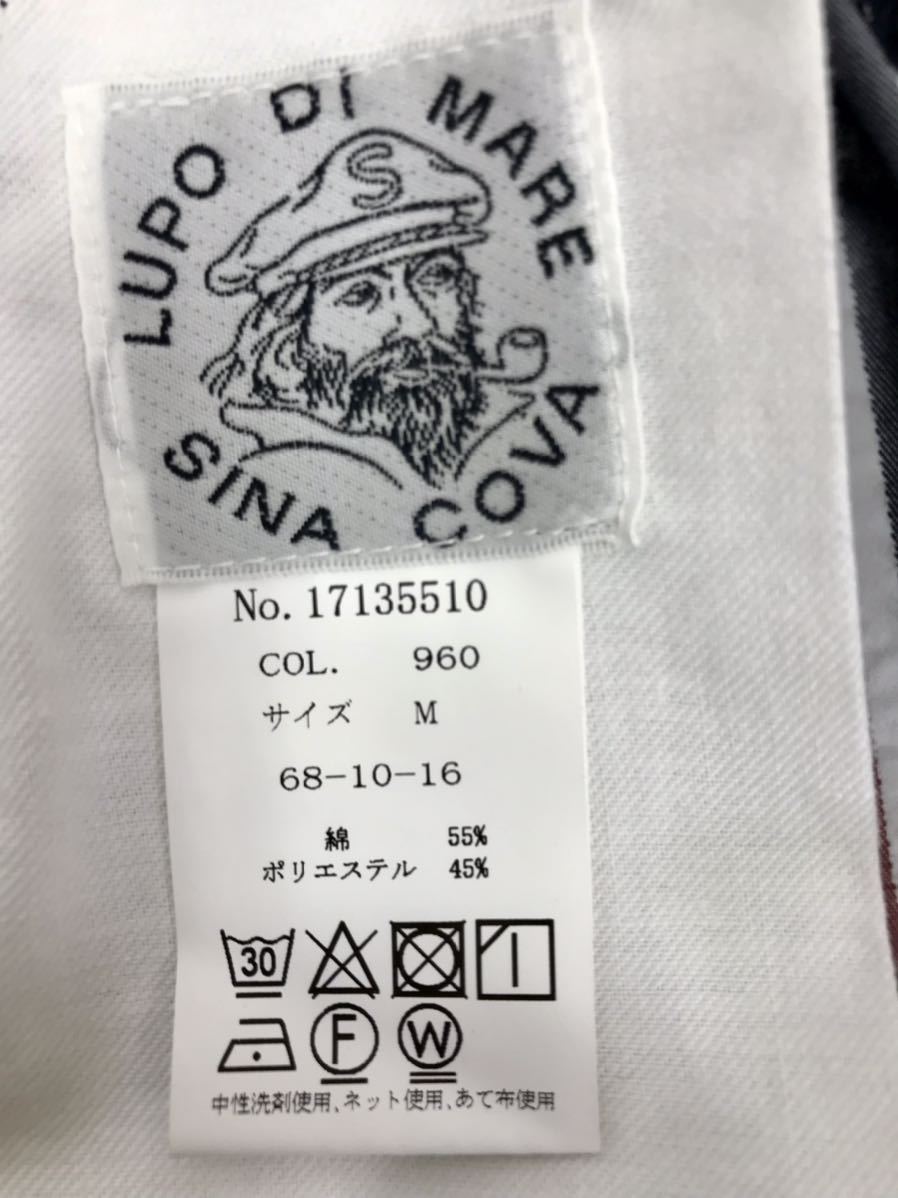 LUPO DI MARE
S
SINA COVA
No. 17135510
COL. 960
サイズ M
68-10-16
綿 55%
ポリエステル 45%
30
F W
中性洗剤使用、ネット使用、あて布使用